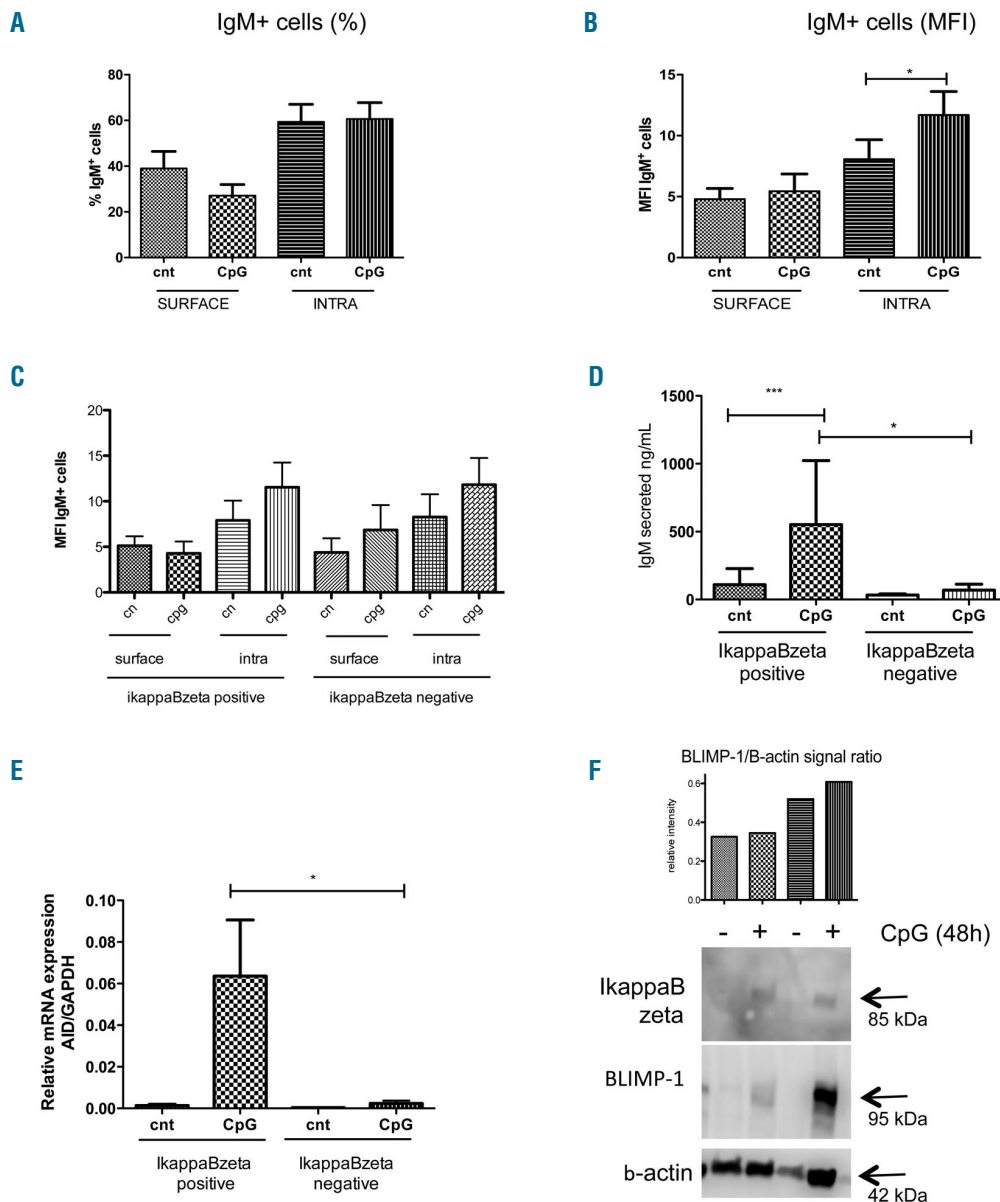 A
IgM+ cells (%)
80
60
40
20
0
% IgM⁺ cells
cnt CpG cnt CpG
SURFACE INTRA
B
IgM+ cells (MFI)
15
10
5
0
MFI IgM⁺ cells
*
cnt CpG cnt CpG
SURFACE INTRA
C
20
15
10
5
0
MFI IgM+ cells
cn cpg cn cpg cn cpg cn cpg
surface intra surface intra
ikappaBzeta positive ikappaBzeta negative
D
1500
1000
500
0
IgM secreted ng/mL
***
*
cnt CpG cnt CpG
IkappaBzeta IkappaBzeta
positive negative
E
0.10
0.08
0.06
0.04
0.02
0.00
Relative mRNA expression
AID/GAPDH
*
cnt CpG cnt CpG
IkappaBzeta IkappaBzeta
positive negative
F
BLIMP-1/B-actin signal ratio
0.6
0.4
0.2
0.0
relative intensity
- + - + CpG (48h)
IkappaB
zeta
85 kDa
BLIMP-1
95 kDa
b-actin
42 kDa